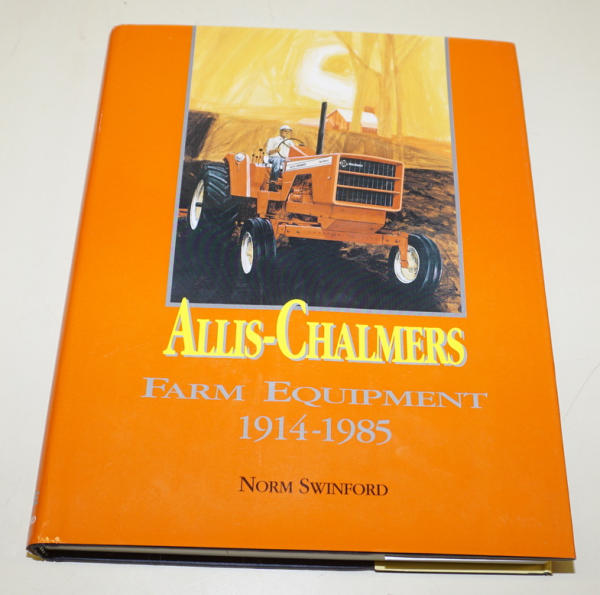 ALLIS-CHALMERS
FARM EQUIPMENT
1914-1985
NORM SWINFORD